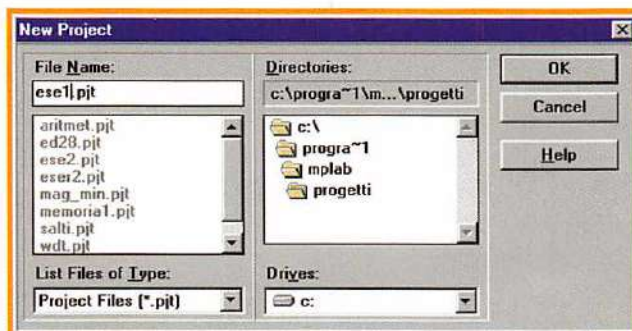 New Project
File Name:
ese1.pjt
aritmet.pjt
ed28.pjt
ese2.pjt
eser2.pjt
mag_min.pjt
memoria1.pjt
salti.pjt
wdt.pjt
List Files of Type:
Project Files (*.pjt)
Directories:
c:\progra~1\m...\progetti
c:\
progra~1
mplab
progetti
Drives:
c:
OK
Cancel
Help